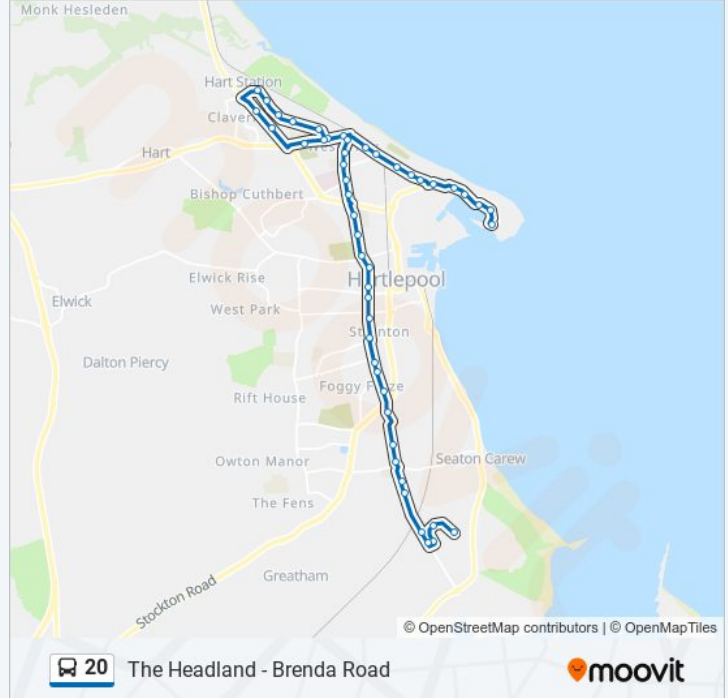 Monk Hesleden
Hart Station
Claver
Hart
Bishop Cuthbert
Elwick Rise
Hartlepool
Elwick
West Park
Dalton Piercy
Foggy Furze
Rift House
Owton Manor
Seaton Carew
The Fens
Greatham
Stockton Road
© OpenStreetMap contributors | © OpenMapTiles
20 The Headland - Brenda Road
moovit